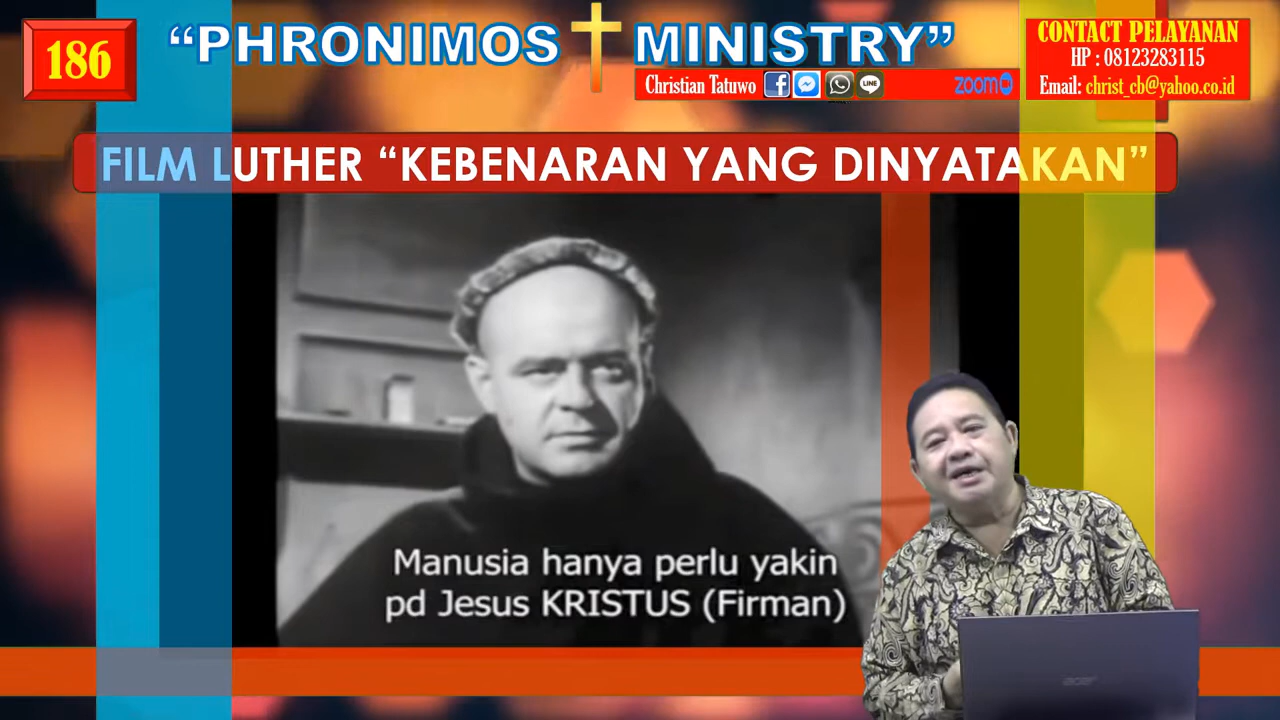 186
“PHRONIMOS MINISTRY”
Christian Tatuwo
zoom
CONTACT PELAYANAN
HP : 08123283115
Email: christ_cb@yahoo.co.id
FILM LUTHER “KEBENARAN YANG DINYATAKAN”
Manusia hanya perlu yakin
pd Jesus KRISTUS (Firman)
LINE
acer